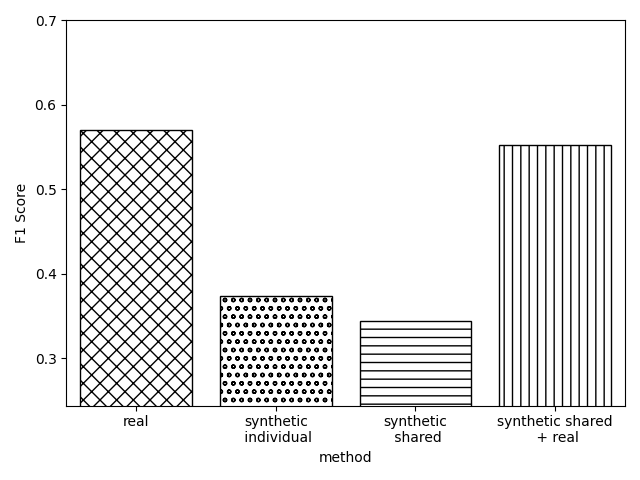 0.7
0.6
0.5
0.4
0.3
F1 Score
real
synthetic
individual
synthetic
shared
synthetic shared
+ real
method